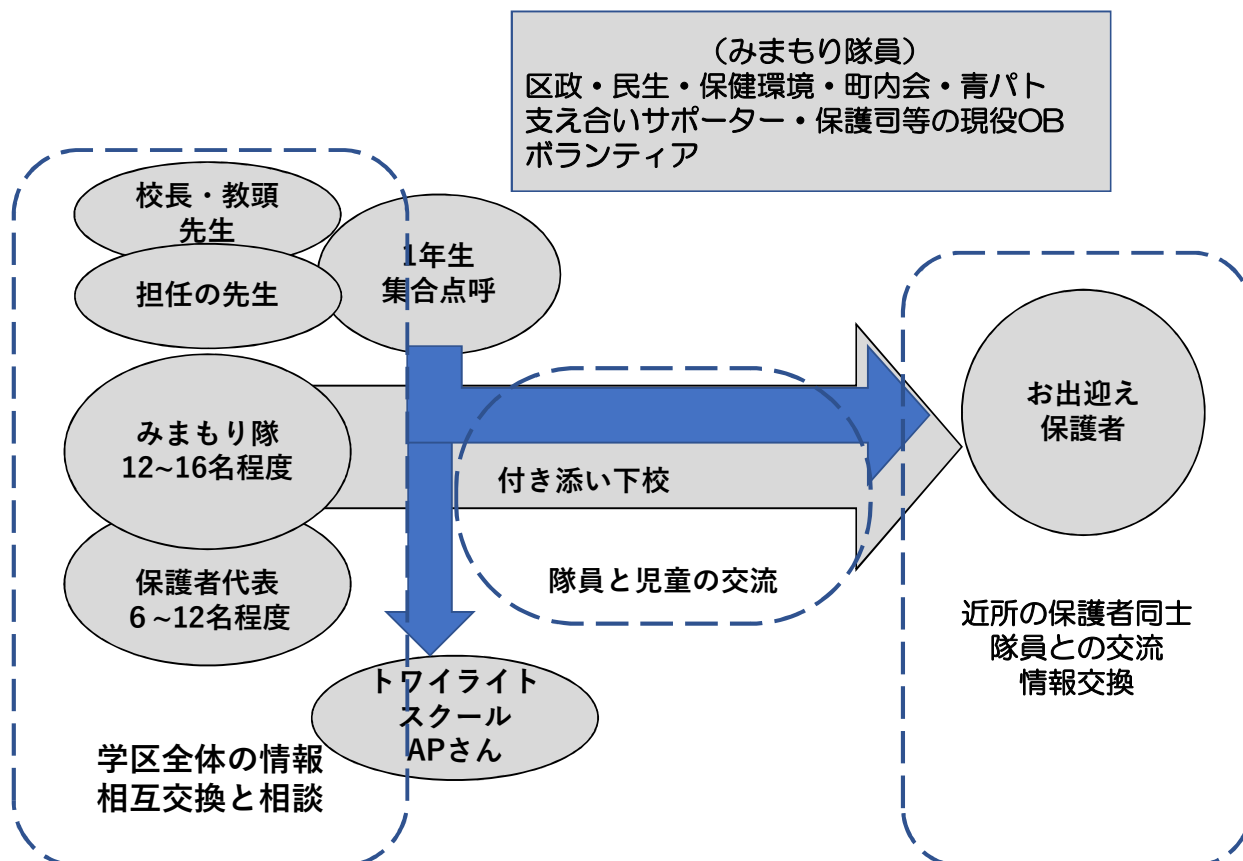 （みまもり隊員）
区政・民生・保健環境・町内会・青パト
支え合いサポーター・保護司等の現役OB
ボランティア
校長・教頭
先生
担任の先生
1年生
集合点呼
みまもり隊
12~16名程度
保護者代表
６~12名程度
付き添い下校
隊員と児童の交流
お出迎え
保護者
近所の保護者同士
隊員との交流
情報交換
トワイライト
スクール
APさん
学区全体の情報
相互交換と相談